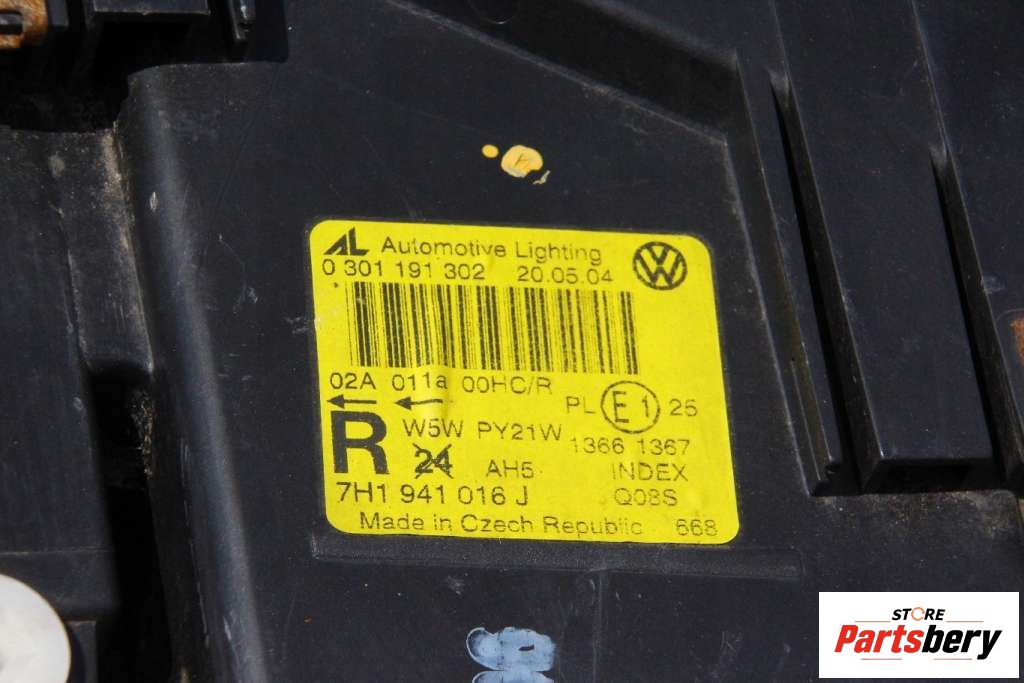 AL Automotive Lighting
0 301 191 302 20.05.04
02A 011a 00HC/R
PL E1 25
R W5W PY21W 1366 1367
24 AH5 INDEX
7H1 941 016 J Q08S
Made in Czech Republic 668
STORE
Partsbery